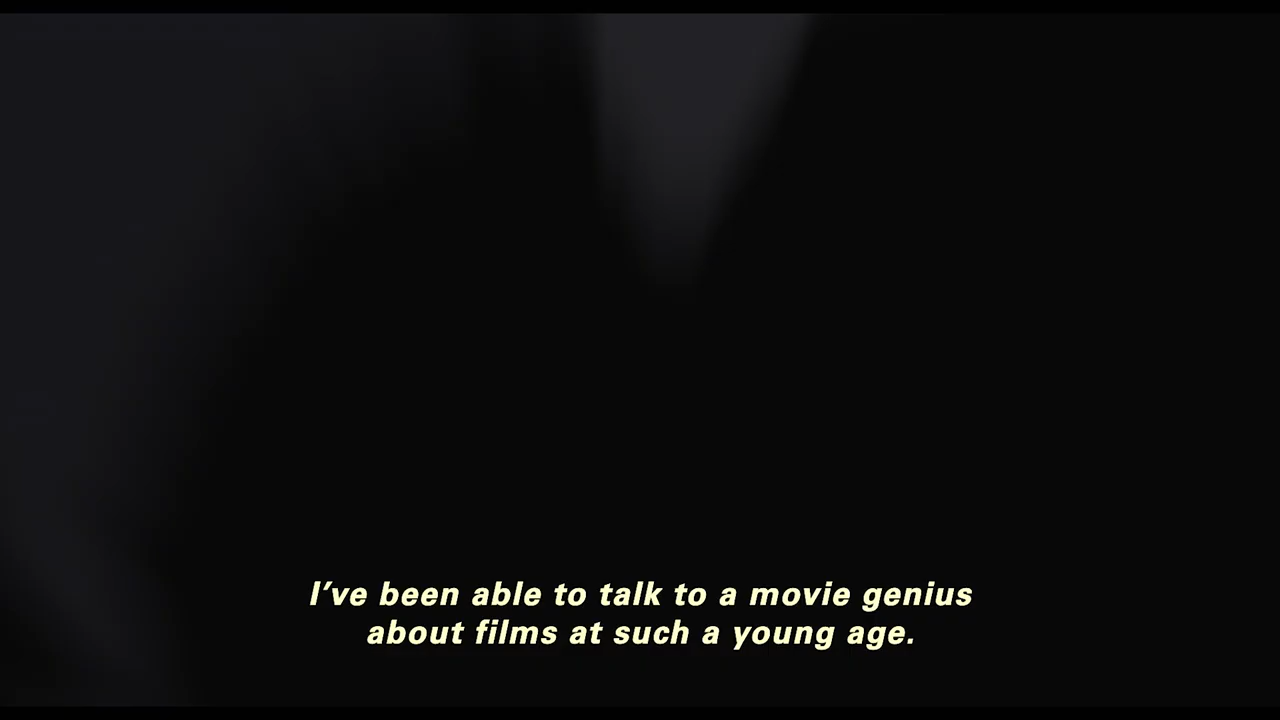 I've been able to talk to a movie genius
about films at such a young age.